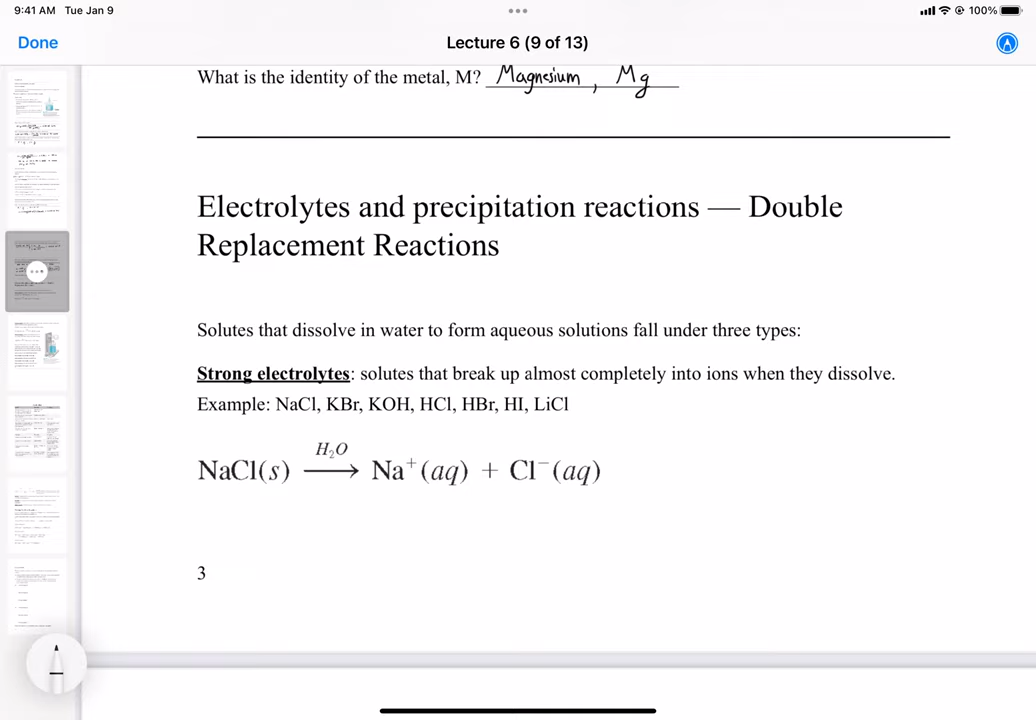 9:41 AM Tue Jan 9
100%
Done
Lecture 6 (9 of 13)
What is the identity of the metal, M? Magnesium, Mg
Electrolytes and precipitation reactions — Double
Replacement Reactions
Solutes that dissolve in water to form aqueous solutions fall under three types:
Strong electrolytes: solutes that break up almost completely into ions when they dissolve.
Example: NaCl, KBr, KOH, HCl, HBr, HI, LiCl
H₂O
NaCl(s) ⟶ Na⁺(aq) + Cl⁻(aq)
3